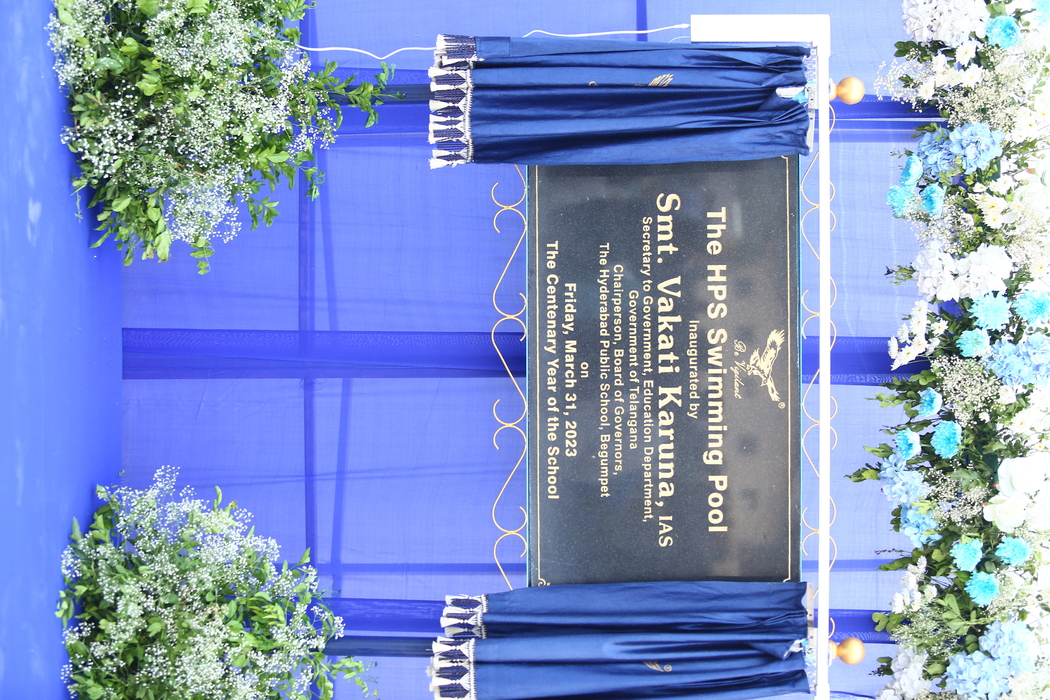 Be Vigilant
®
The HPS Swimming Pool
Inaugurated by
Smt. Vakati Karuna, IAS
Secretary to Government, Education Department,
Government of Telangana
Chairperson, Board of Governors,
The Hyderabad Public School, Begumpet
on
Friday, March 31, 2023
The Centenary Year of the School